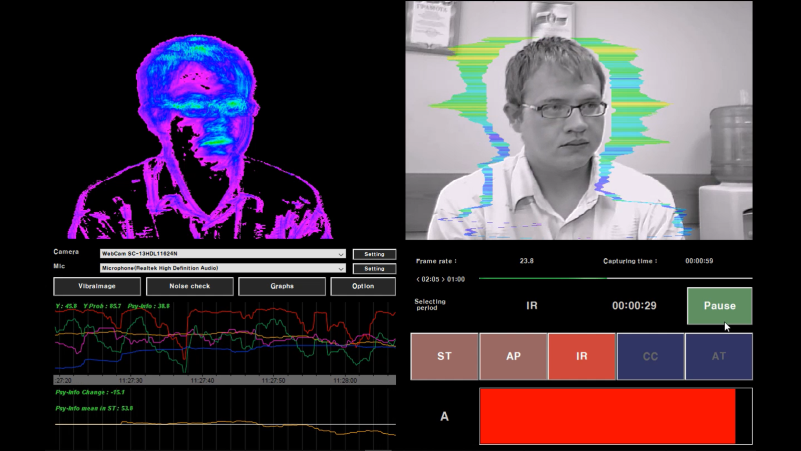 ГРАМОТА
Camera
WebCam SC-13HDL11624N
Setting
Mic
Microphone(Realtek High Definition Audio)
Setting
VibraImage
Noise check
Graphs
Option
Y : 45.8 Y Prob : 85.7 Psy-Info : 38.8
27:20
11:27:30
11:27:40
11:27:50
11:28:00
Psy-Info Change : -15.1
Psy-Info mean in ST : 53.8
Frame rate :
23.8
Capturing time :
00:00:59
< 02:05 > 01:00
Selecting
period
IR
00:00:29
Pause
ST
AP
IR
CC
AT
A